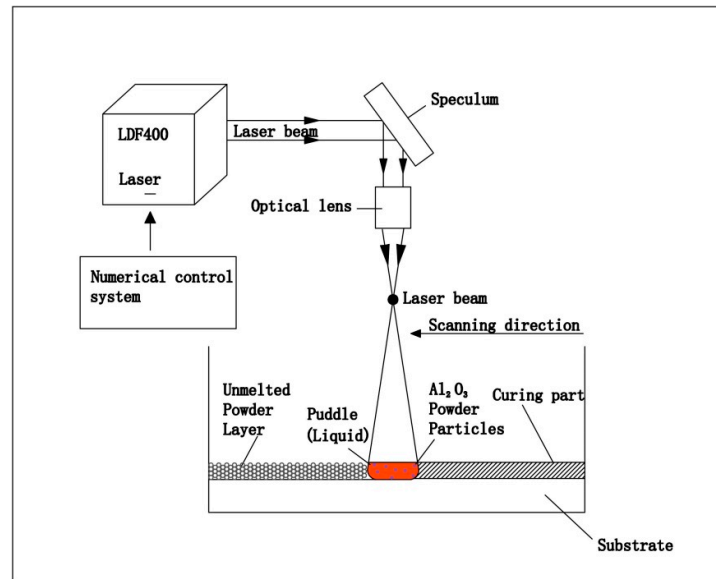 LDF400
Laser
Laser beam
Speculum
Optical lens
Numerical control
system
Laser beam
Scanning direction
Unmelted
Powder
Layer
Puddle
(Liquid)
Al₂O₃
Powder
Particles
Curing part
Substrate